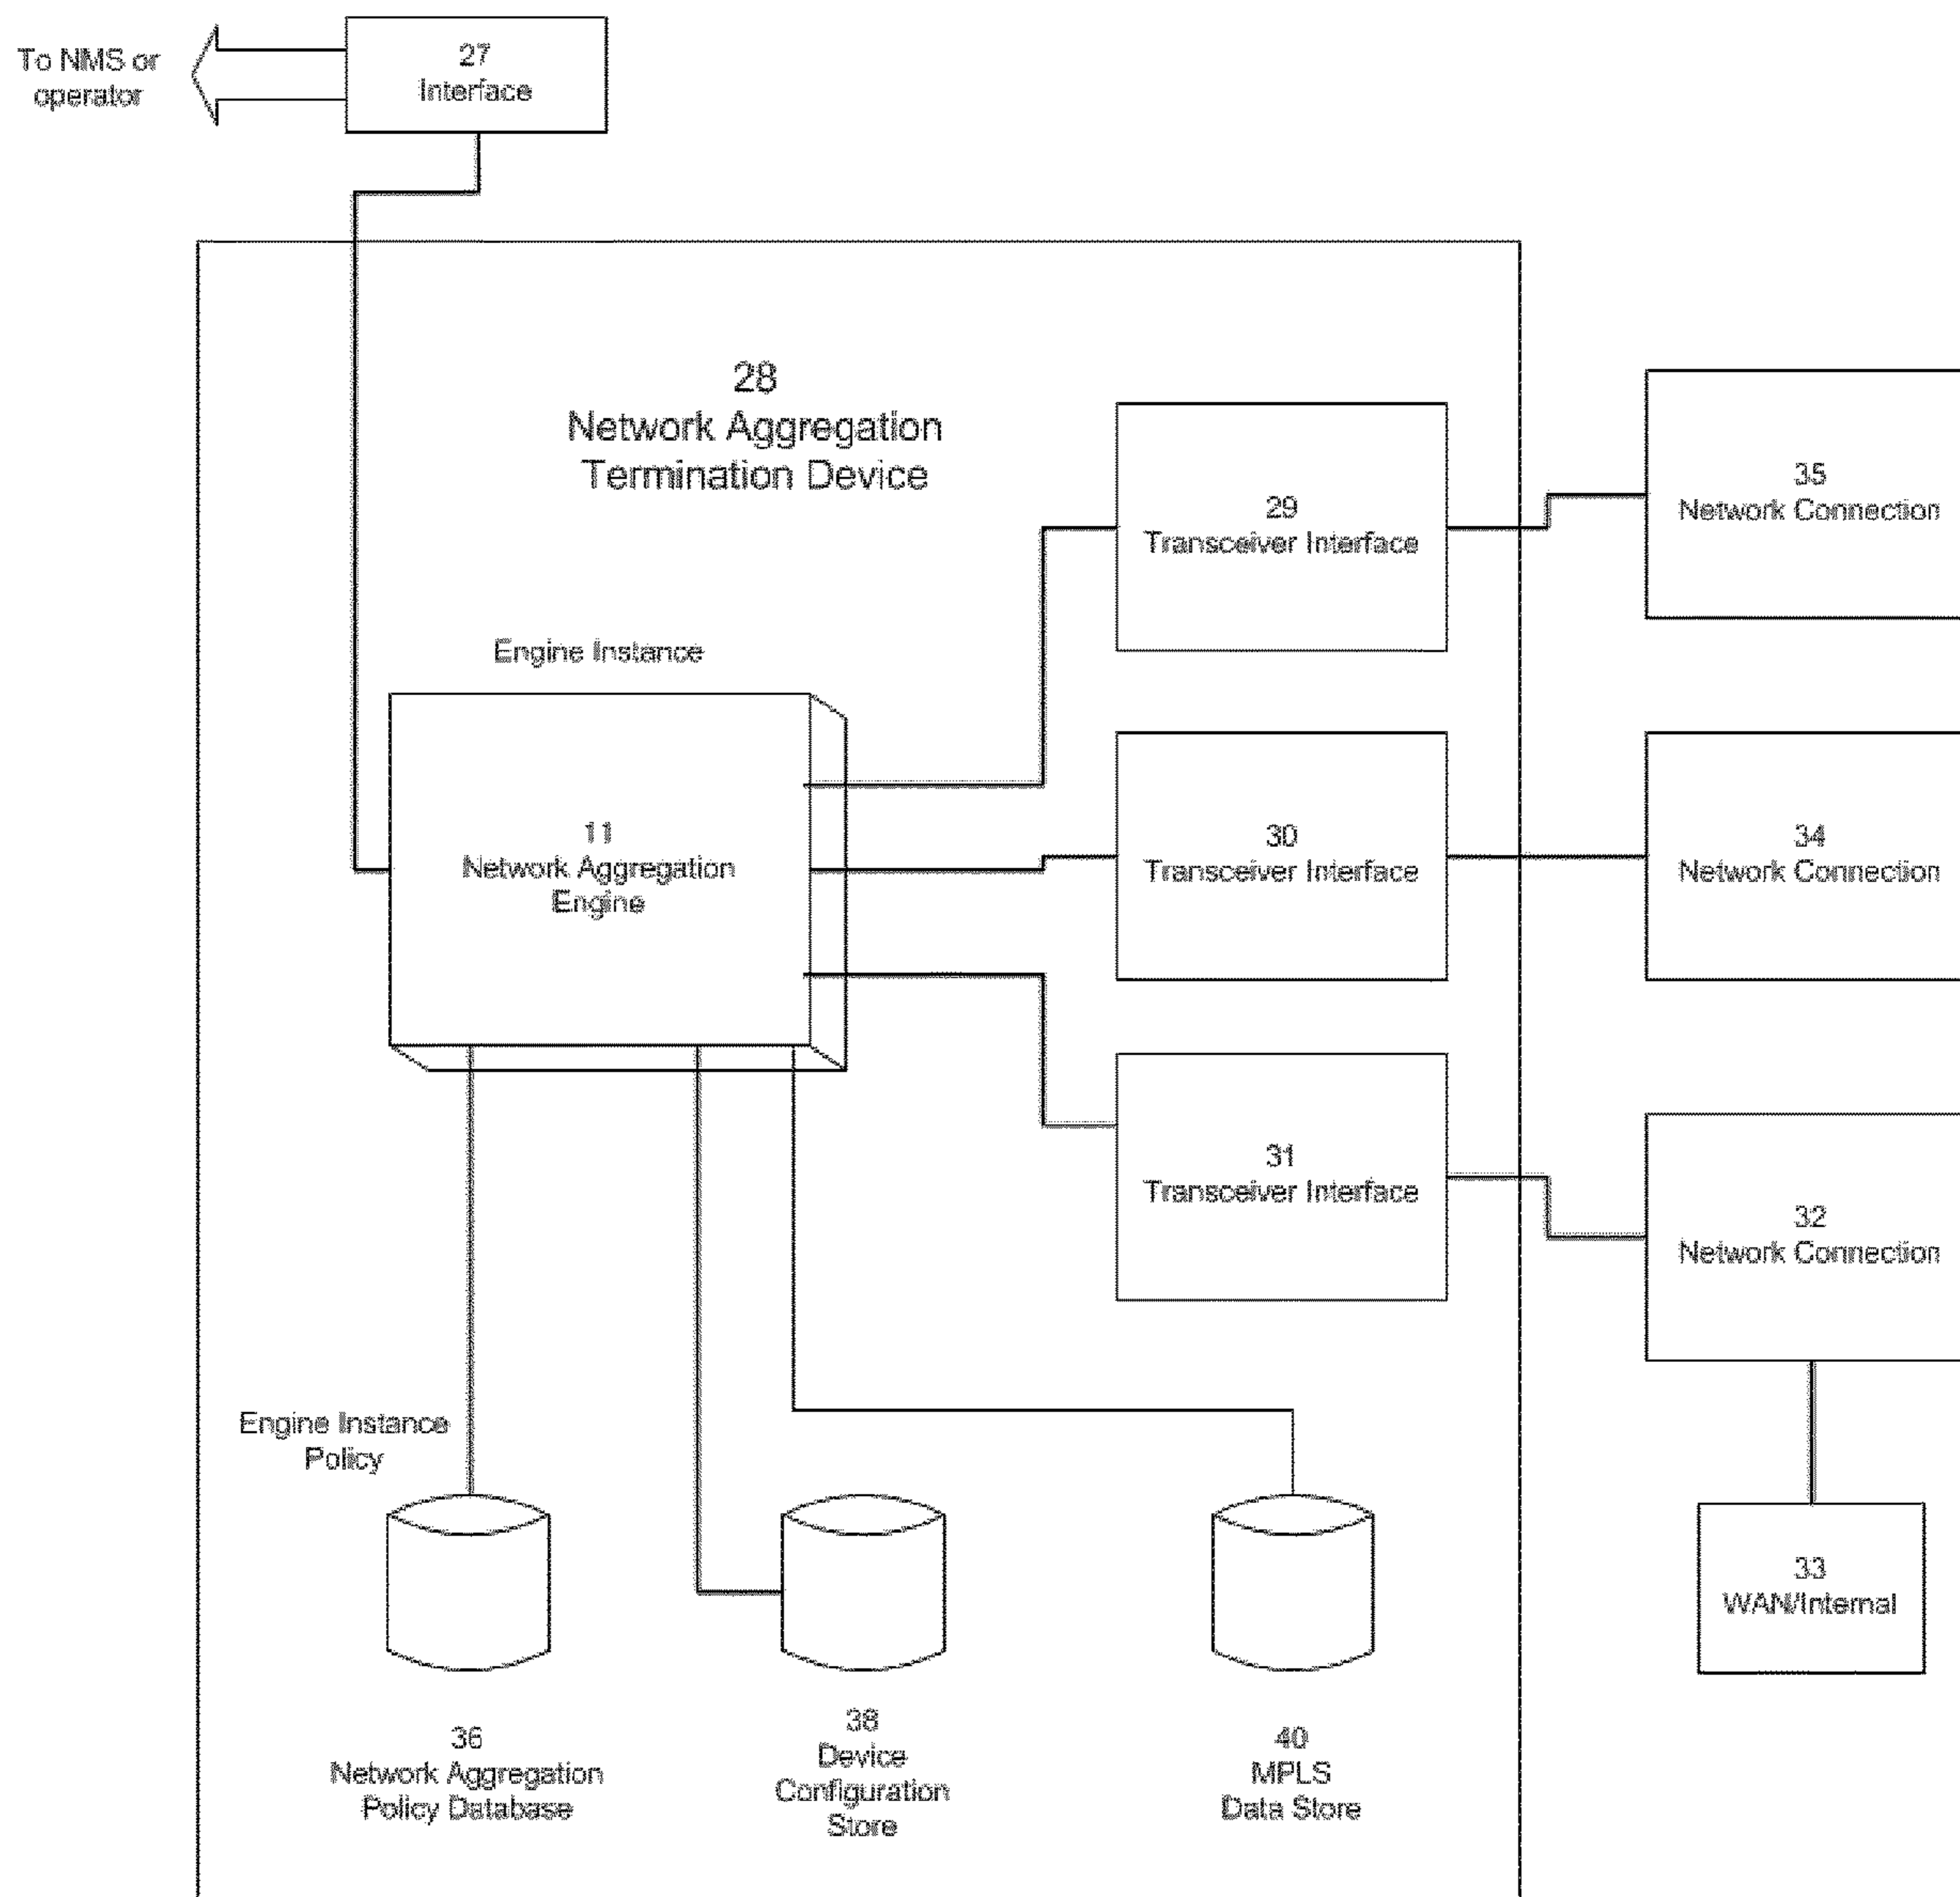 To NMS or
operator
27
Interface
28
Network Aggregation
Termination Device
29
Transceiver Interface
35
Network Connection
Engine Instance
11
Network Aggregation
Engine
30
Transceiver Interface
34
Network Connection
31
Transceiver Interface
32
Network Connection
Engine Instance
Policy
33
WAN/Internal
36
Network Aggregation
Policy Database
38
Device
Configuration
Store
40
MPLS
Data Store